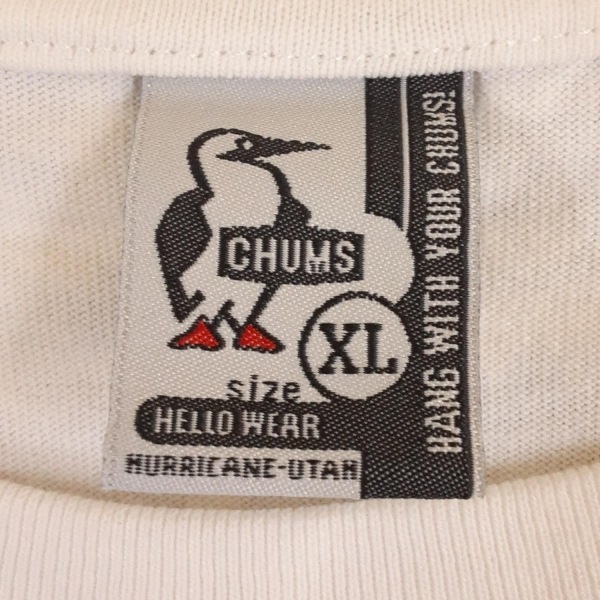 CHUMS
XL
size
HELLO WEAR
HURRICANE-UTAH
HANG WITH YOUR CHUMS!